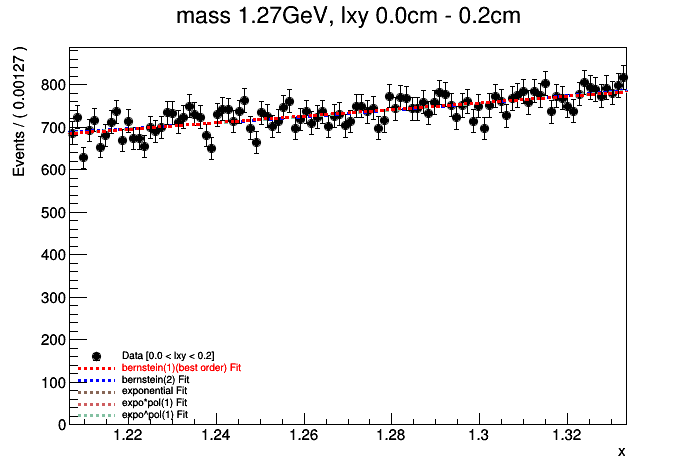 mass 1.27GeV, lxy 0.0cm - 0.2cm
Events / ( 0.00127 )
800
700
600
500
400
300
200
100
0
Data [0.0 < lxy < 0.2]
bernstein(1)(best order) Fit
bernstein(2) Fit
exponential Fit
expo*pol(1) Fit
expo^pol(1) Fit
1.22 1.24 1.26 1.28 1.3 1.32
x